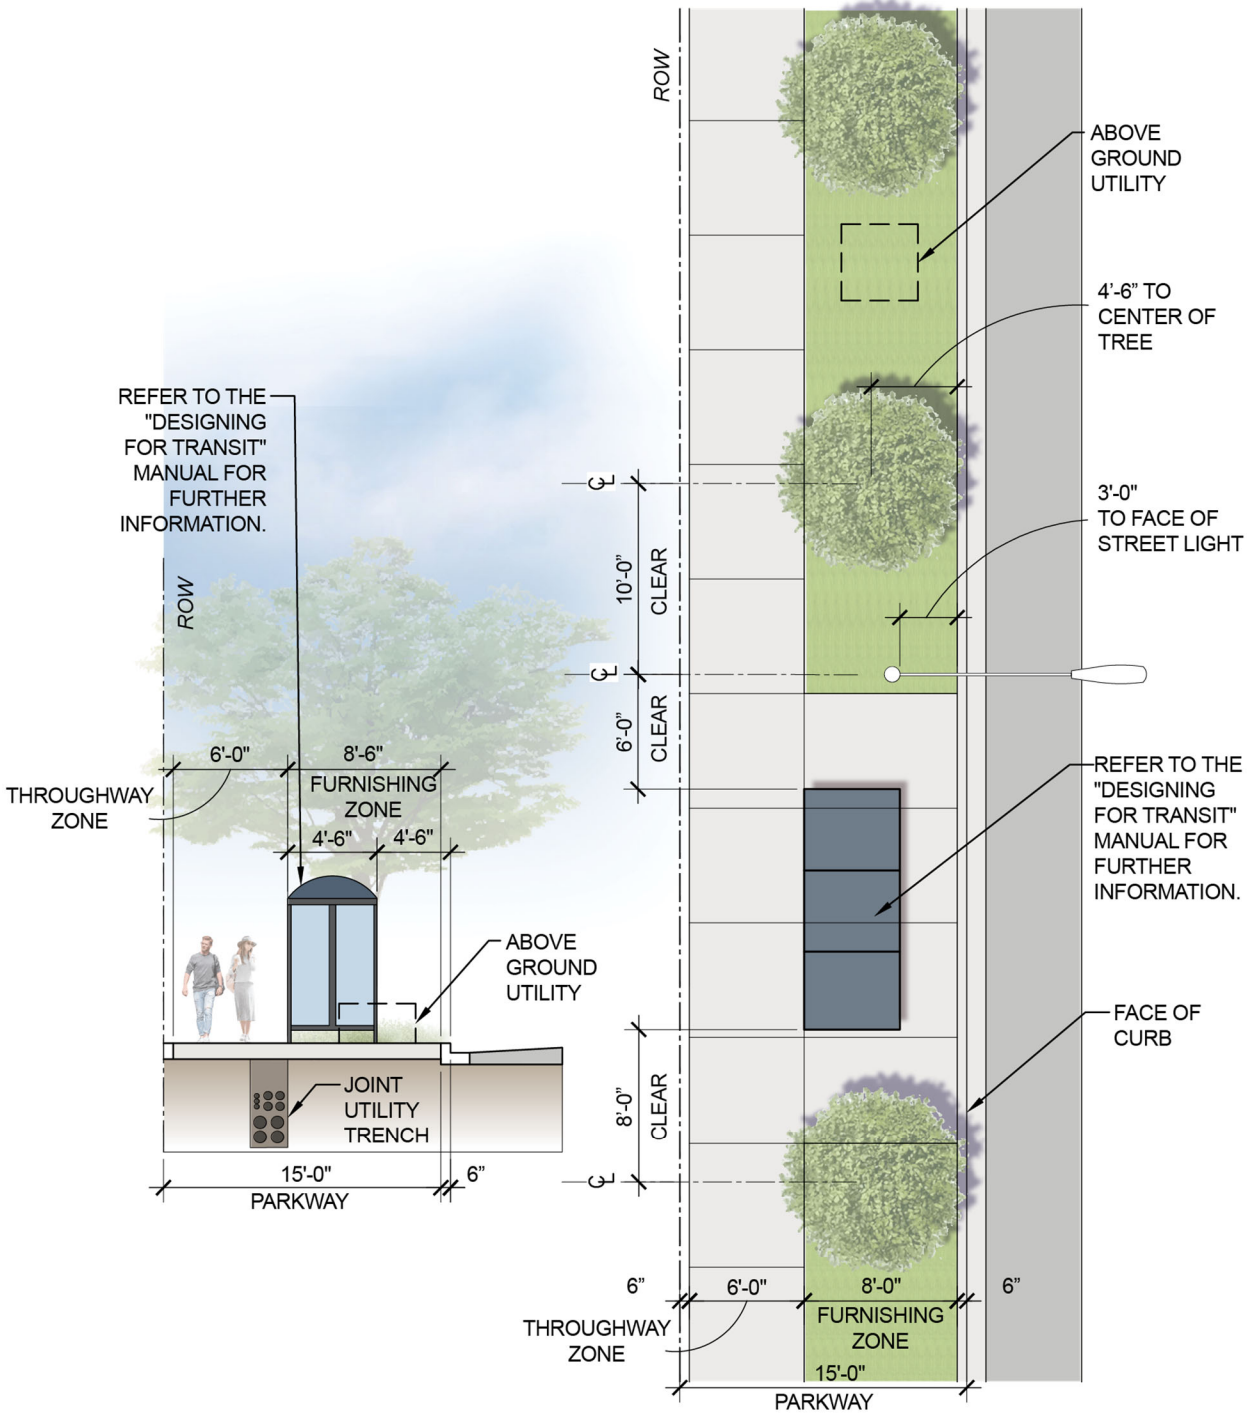 REFER TO THE
"DESIGNING
FOR TRANSIT"
MANUAL FOR
FURTHER
INFORMATION.
ROW
6'-0"
8'-6"
THROUGHWAY
ZONE
FURNISHING
ZONE
4'-6"
4'-6"
ABOVE
GROUND
UTILITY
JOINT
UTILITY
TRENCH
15'-0"
6”
PARKWAY
ROW
ABOVE
GROUND
UTILITY
4’-6” TO
CENTER OF
TREE
3'-0"
TO FACE OF
STREET LIGHT
CL
10’-0”
CLEAR
CL
6’-0”
CLEAR
REFER TO THE
"DESIGNING
FOR TRANSIT"
MANUAL FOR
FURTHER
INFORMATION.
FACE OF
CURB
8’-0”
CLEAR
CL
6”
6'-0"
8'-0"
6”
THROUGHWAY
ZONE
FURNISHING
ZONE
15'-0"
PARKWAY